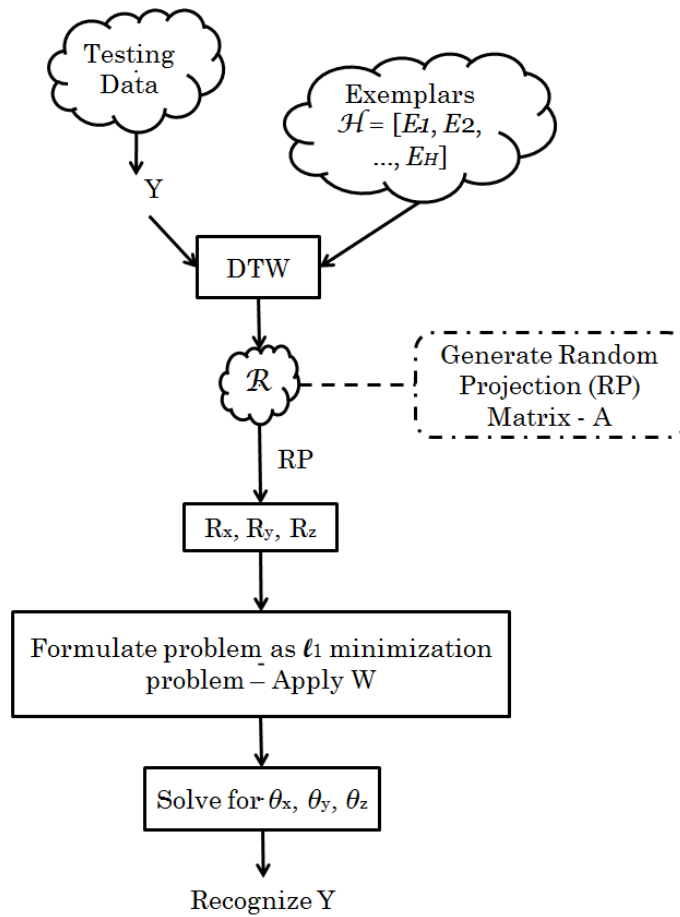 Testing
Data
Exemplars
ℋ = [E1, E2,
..., EH]
Y
DTW
ℛ
Generate Random
Projection (RP)
Matrix - A
RP
Rx, Ry, Rz
Formulate problem as ℓ1 minimization
problem – Apply W
Solve for θx, θy, θz
Recognize Y